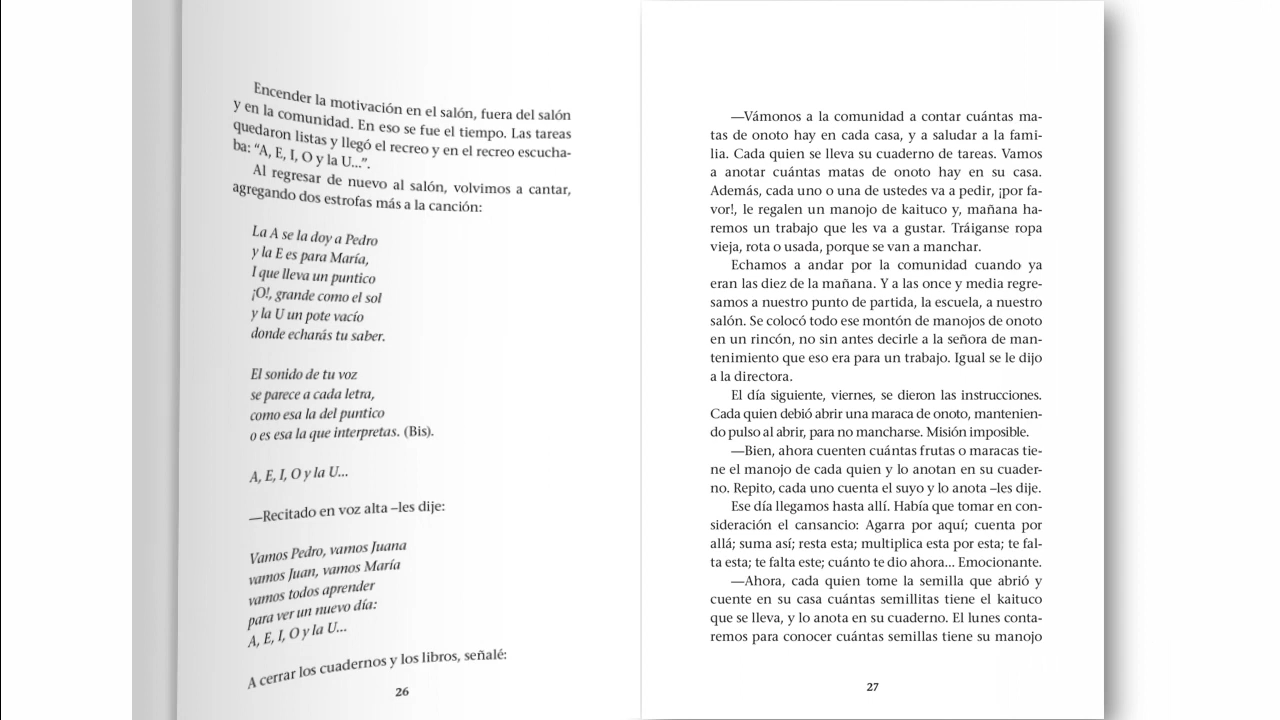 Encender la motivación en el salón, fuera del salón
y en la comunidad. En eso se fue el tiempo. Las tareas
quedaron listas y llegó el recreo y en el recreo escucha-
ba: “A, E, I, O y la U...”.
Al regresar de nuevo al salón, volvimos a cantar,
agregando dos estrofas más a la canción:
La A se la doy a Pedro
y la E es para María,
I que lleva un puntico
¡O!, grande como el sol
y la U un pote vacío
donde echarás tu saber.
El sonido de tu voz
se parece a cada letra,
como esa la del puntico
o es esa la que interpretas. (Bis).
A, E, I, O y la U...
—Recitado en voz alta –les dije:
Vamos Pedro, vamos Juana
vamos Juan, vamos María
vamos todos aprender
para ver un nuevo día:
A, E, I, O y la U...
A cerrar los cuadernos y los libros, señalé:
26
—Vámonos a la comunidad a contar cuántas ma-
tas de onoto hay en cada casa, y a saludar a la fami-
lia. Cada quien se lleva su cuaderno de tareas. Vamos
a anotar cuántas matas de onoto hay en su casa.
Además, cada uno o una de ustedes va a pedir, ¡por fa-
vor!, le regalen un manojo de kaituco y, mañana ha-
remos un trabajo que les va a gustar. Tráiganse ropa
vieja, rota o usada, porque se van a manchar.
Echamos a andar por la comunidad cuando ya
eran las diez de la mañana. Y a las once y media regre-
samos a nuestro punto de partida, la escuela, a nuestro
salón. Se colocó todo ese montón de manojos de onoto
en un rincón, no sin antes decirle a la señora de man-
tenimiento que eso era para un trabajo. Igual se le dijo
a la directora.
El día siguiente, viernes, se dieron las instrucciones.
Cada quien debió abrir una maraca de onoto, mantenien-
do pulso al abrir, para no mancharse. Misión imposible.
—Bien, ahora cuenten cuántas frutas o maracas tie-
ne el manojo de cada quien y lo anotan en su cuader-
no. Repito, cada uno cuenta el suyo y lo anota –les dije.
Ese día llegamos hasta allí. Había que tomar en con-
sideración el cansancio: Agarra por aquí; cuenta por
allá; suma así; resta esta; multiplica esta por esta; te fal-
ta esta; te falta este; cuánto te dio ahora... Emocionante.
—Ahora, cada quien tome la semilla que abrió y
cuente en su casa cuántas semillitas tiene el kaituco
que se lleva, y lo anota en su cuaderno. El lunes conta-
remos para conocer cuántas semillas tiene su manojo
27